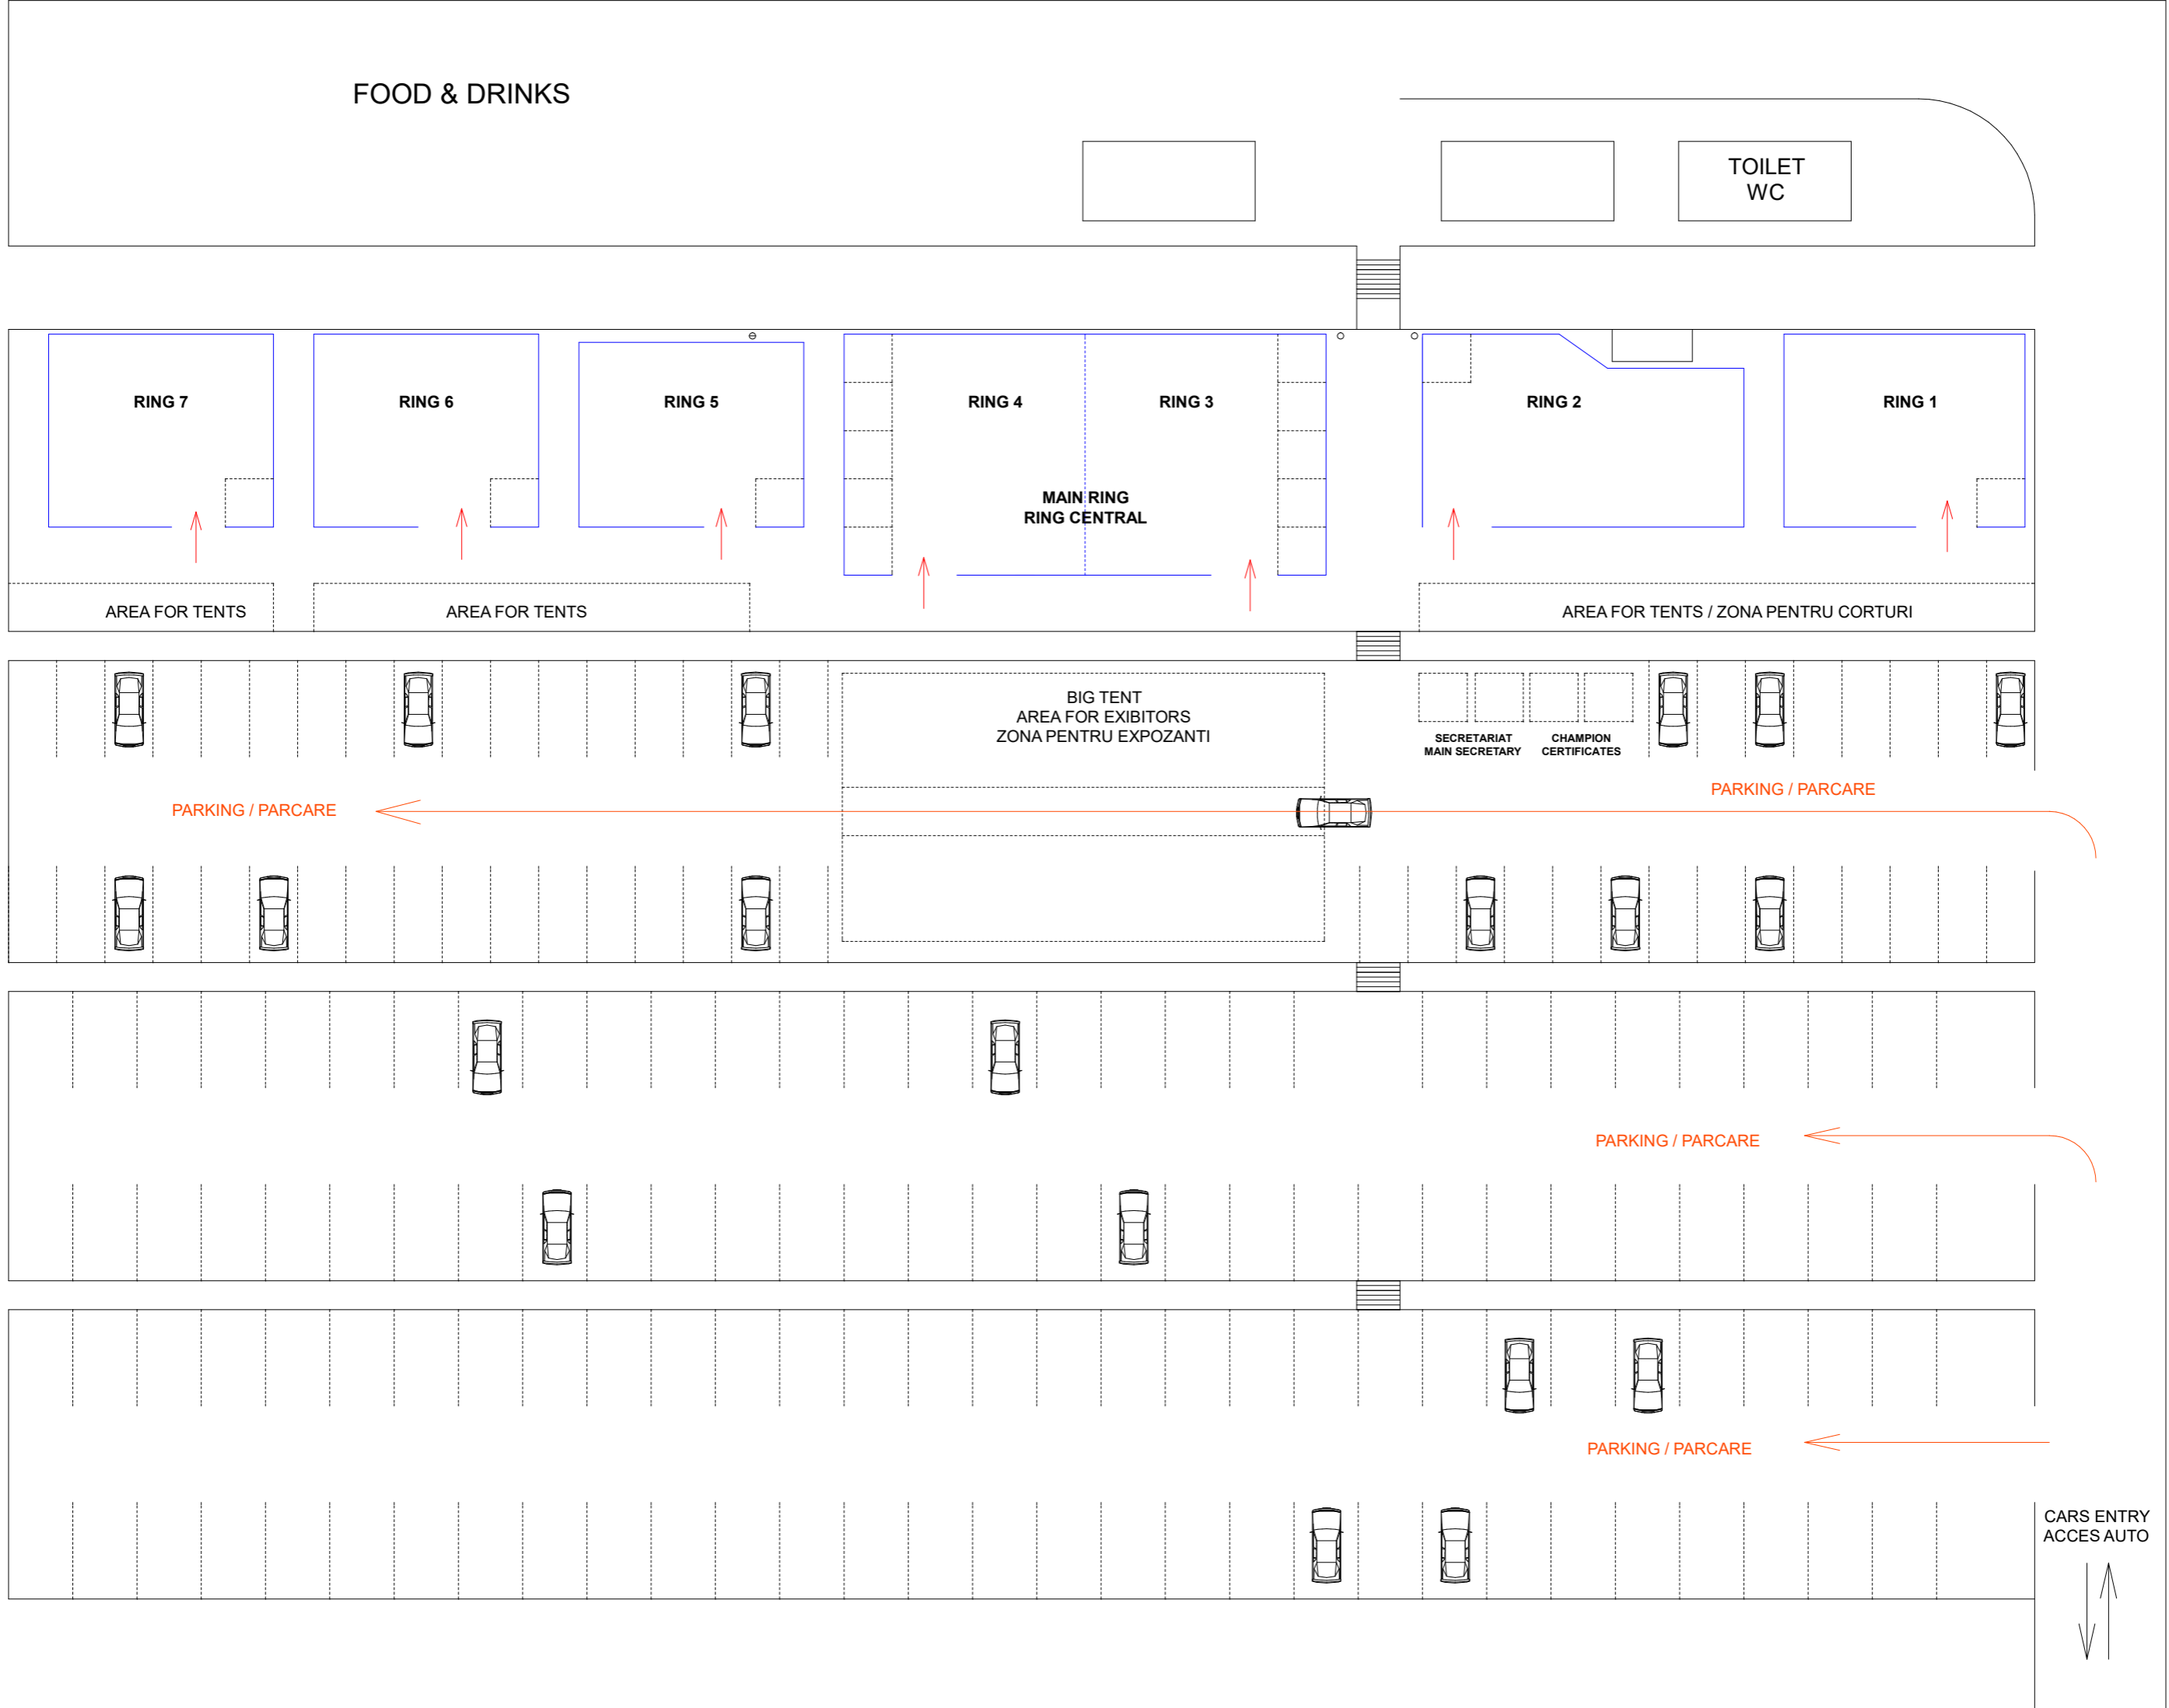 FOOD & DRINKS
TOILET
WC
RING 7
RING 6
RING 5
RING 4
RING 3
RING 2
RING 1
MAIN RING
RING CENTRAL
AREA FOR TENTS
AREA FOR TENTS
AREA FOR TENTS / ZONA PENTRU CORTURI
BIG TENT
AREA FOR EXIBITORS
ZONA PENTRU EXPOZANTI
SECRETARIAT
MAIN SECRETARY
CHAMPION
CERTIFICATES
PARKING / PARCARE
PARKING / PARCARE
PARKING / PARCARE
PARKING / PARCARE
CARS ENTRY
ACCES AUTO